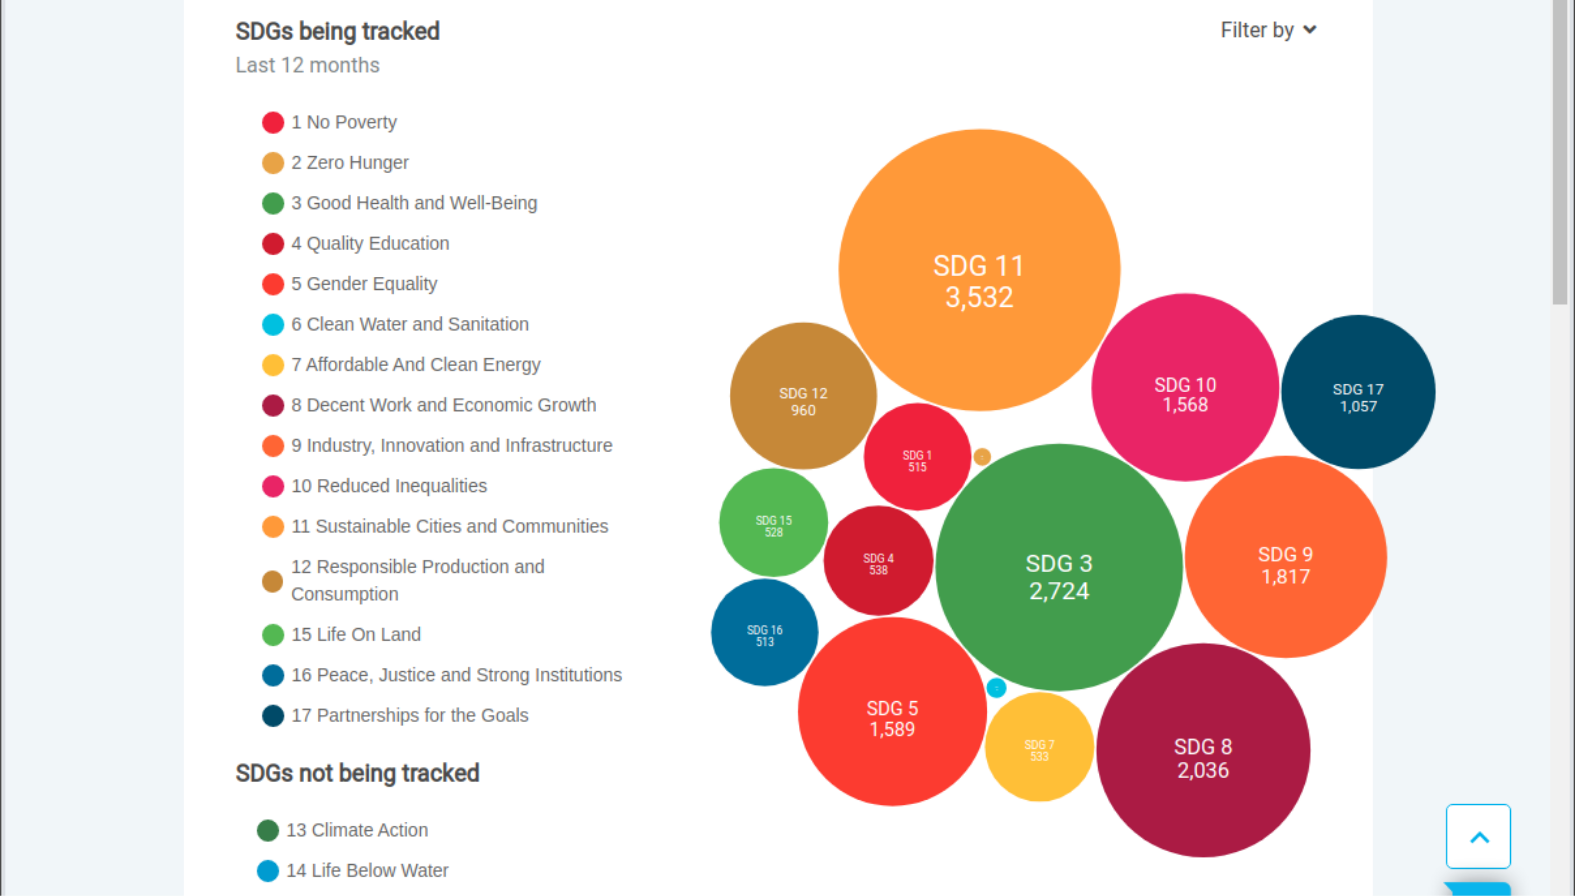 SDGs being tracked
Filter by
Last 12 months
1 No Poverty
2 Zero Hunger
3 Good Health and Well-Being
4 Quality Education
5 Gender Equality
6 Clean Water and Sanitation
7 Affordable And Clean Energy
8 Decent Work and Economic Growth
9 Industry, Innovation and Infrastructure
10 Reduced Inequalities
11 Sustainable Cities and Communities
12 Responsible Production and
Consumption
15 Life On Land
16 Peace, Justice and Strong Institutions
17 Partnerships for the Goals
SDGs not being tracked
13 Climate Action
14 Life Below Water
SDG 11
3,532
SDG 10
1,568
SDG 17
1,057
SDG 12
960
SDG 1
515
SDG 15
528
SDG 4
538
SDG 3
2,724
SDG 9
1,817
SDG 16
513
SDG 5
1,589
SDG 7
533
SDG 8
2,036